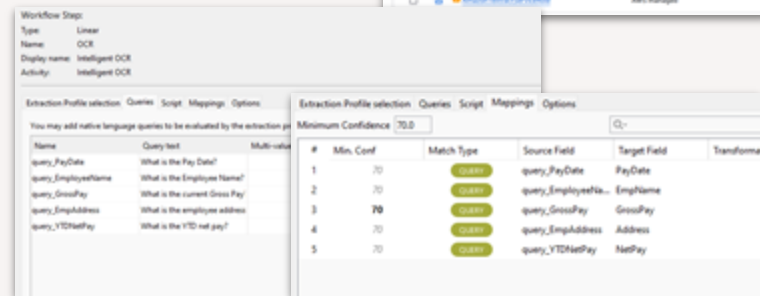 Workflow Step:
Type: Linear
Name: OCR
Display name: Intelligent OCR
Activity: Intelligent OCR
Extraction Profile selection Queries Script Mappings Options
You may add native language queries to be evaluated by the extraction pr
Name Query text Multi-value
query_PayDate What is the Pay Date?
query_EmployeeName What is the Employee Name?
query_GrossPay What is the current Gross Pay
query_EmpAddress What is the employee address
query_YTDNetPay What is the YTD net pay?
Extraction Profile selection Queries Script Mappings Options
Minimum Confidence 70.0
# Min. Conf Match Type Source Field Target Field Transforma
1 70 QUERY query_PayDate PayDate
2 70 QUERY query_EmployeeNa... EmpName
3 70 QUERY query_GrossPay GrossPay
4 70 QUERY query_EmpAddress Address
5 70 QUERY query_YTDNetPay NetPay